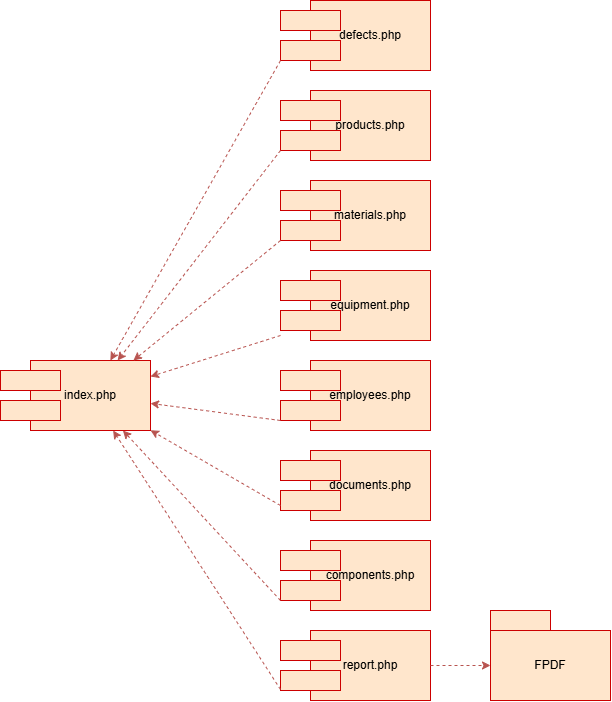 defects.php
products.php
materials.php
equipment.php
index.php
employees.php
documents.php
components.php
report.php
FPDF